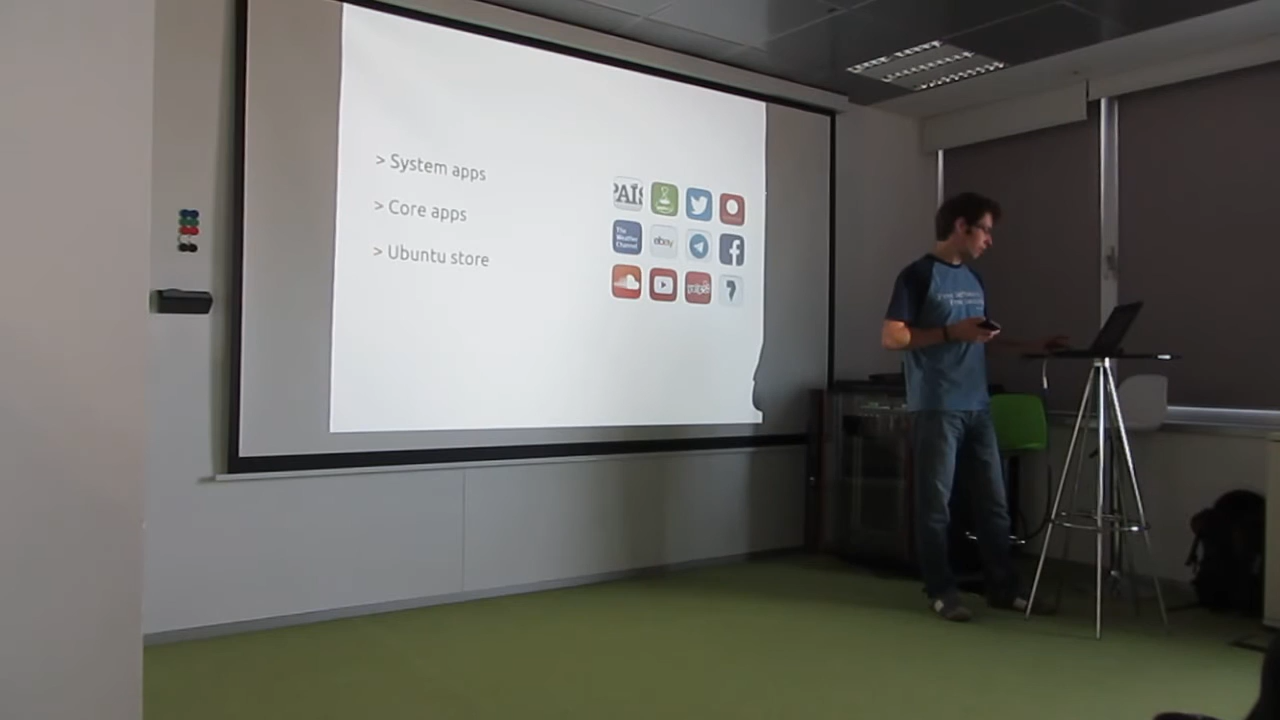 > System apps
> Core apps
> Ubuntu store
PAÍS
The
Weather
Channel
ebay